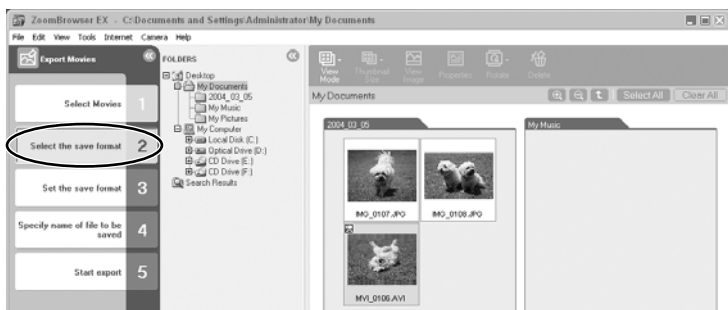 ZoomBrowser EX - C:\Documents and Settings\Administrator\My Documents
File Edit View Tools Internet Camera Help
Export Movies
Select Movies 1
Select the save format 2
Set the save format 3
Specify name of file to be
saved 4
Start export 5
FOLDERS
Desktop
My Documents
2004_03_05
My Music
My Pictures
My Computer
Local Disk (C:)
Optical Drive (D:)
CD Drive (E:)
CD Drive (F:)
Search Results
View
Mode
Thumbnail
Size
View
Image
Properties
Rotate
Delete
My Documents
Select All
Clear All
2004_03_05
My Music
IMG_0107.JPG
IMG_0108.JPG
MVI_0106.AVI